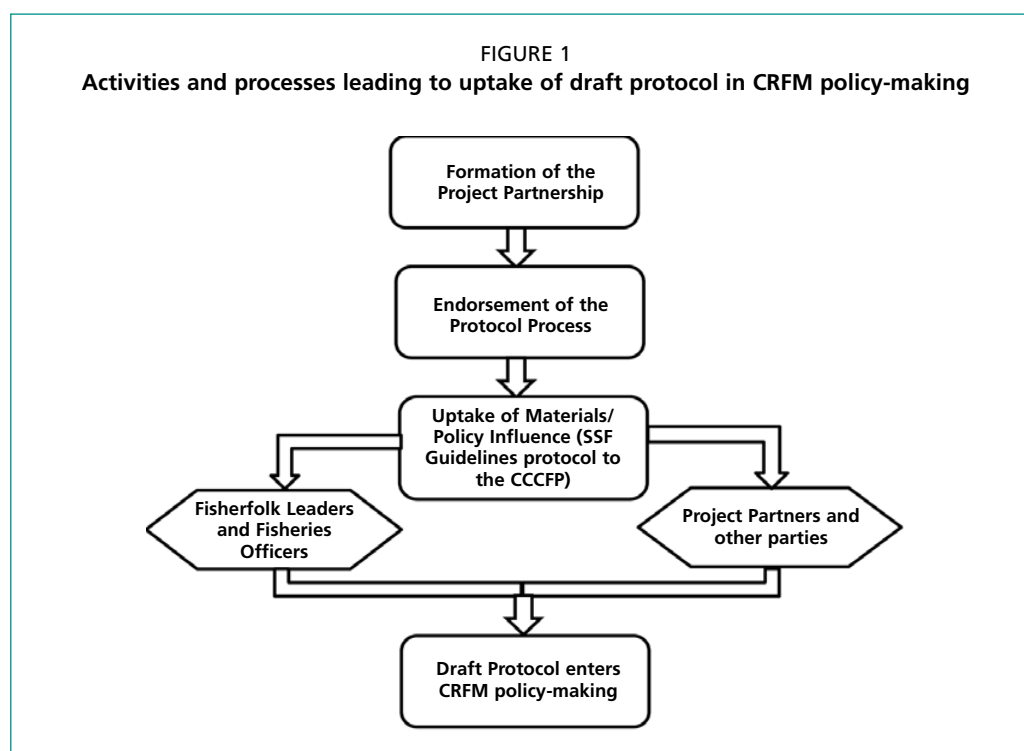 FIGURE 1
Activities and processes leading to uptake of draft protocol in CRFM policy-making
Formation of the
Project Partnership
Endorsement of the
Protocol Process
Uptake of Materials/
Policy Influence (SSF
Guidelines protocol to
the CCCFP)
Fisherfolk Leaders
and Fisheries
Officers
Project Partners and
other parties
Draft Protocol enters
CRFM policy-making